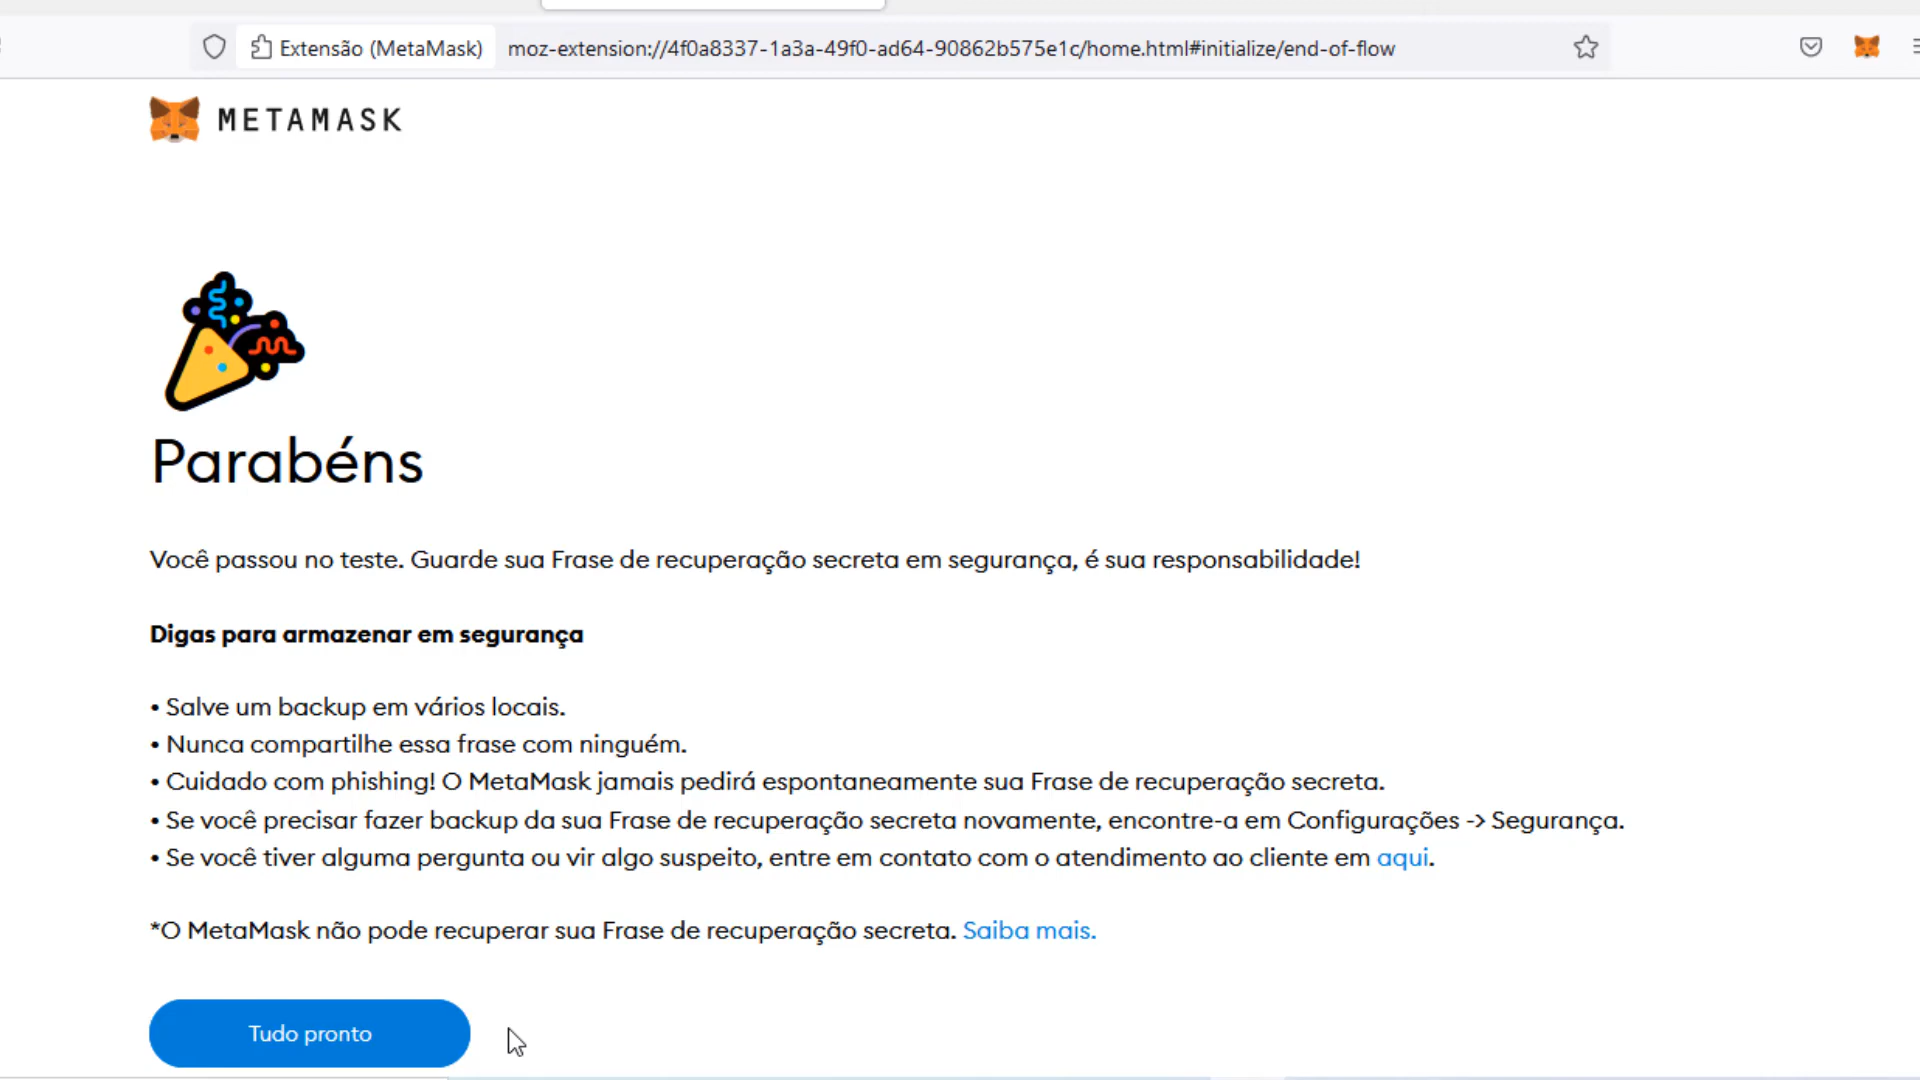 Extensão (MetaMask) moz-extension://4f0a8337-1a3a-49f0-ad64-90862b575e1c/home.html#initialize/end-of-flow
METAMASK
Parabéns
Você passou no teste. Guarde sua Frase de recuperação secreta em segurança, é sua responsabilidade!
Digas para armazenar em segurança
• Salve um backup em vários locais.
• Nunca compartilhe essa frase com ninguém.
• Cuidado com phishing! O MetaMask jamais pedirá espontaneamente sua Frase de recuperação secreta.
• Se você precisar fazer backup da sua Frase de recuperação secreta novamente, encontre-a em Configurações -> Segurança.
• Se você tiver alguma pergunta ou vir algo suspeito, entre em contato com o atendimento ao cliente em aqui.
*O MetaMask não pode recuperar sua Frase de recuperação secreta. Saiba mais.
Tudo pronto